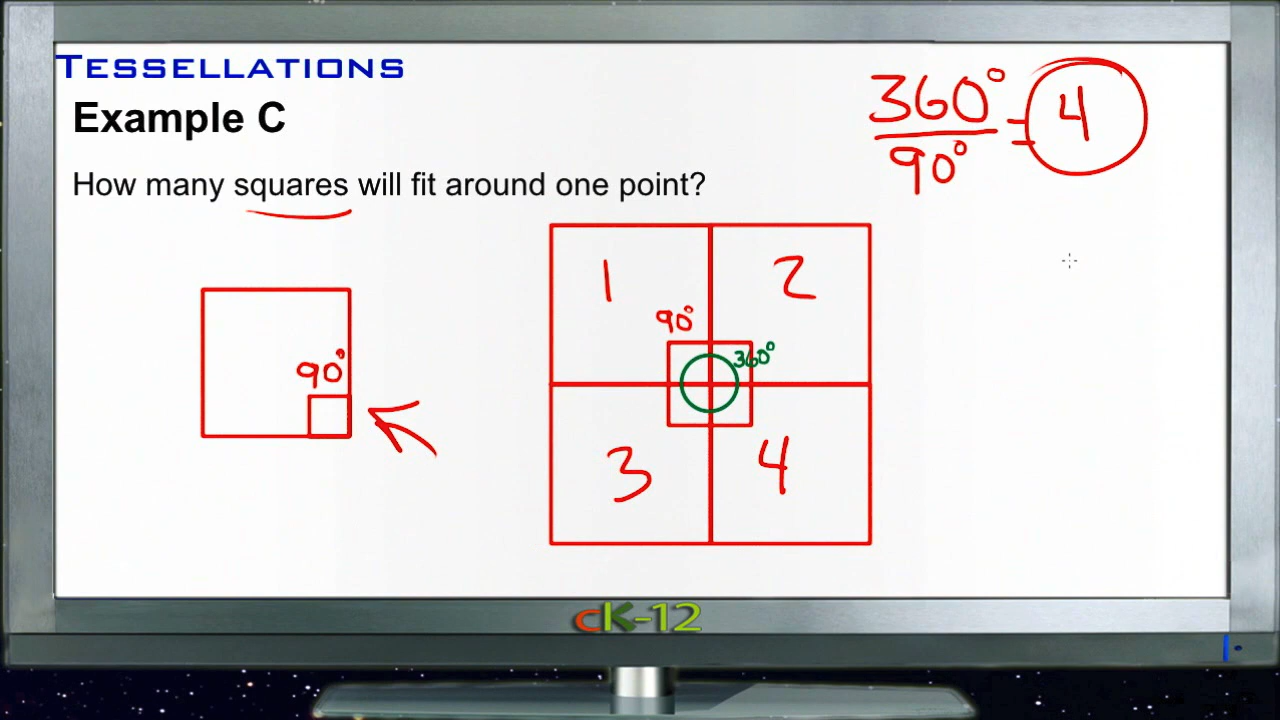 TESSELLATIONS
Example C
How many squares will fit around one point?
360°
90°
= 4
90°
1
2
90°
360°
3
4
cK-12